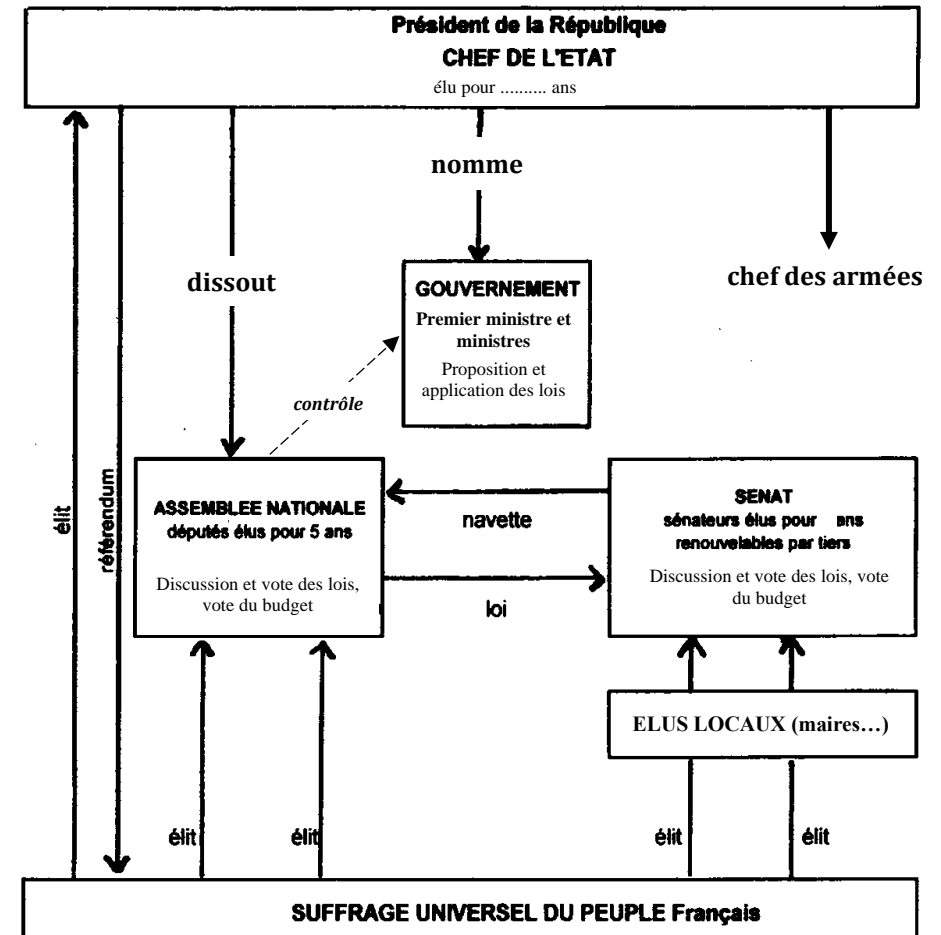 Président de la République
CHEF DE L'ETAT
élu pour .......... ans
nomme
dissout
chef des armées
GOUVERNEMENT
Premier ministre et
ministres
Proposition et
application des lois
contrôle
élit
référendum
ASSEMBLEE NATIONALE
députés élus pour 5 ans
Discussion et vote des lois,
vote du budget
navette
loi
SENAT
sénateurs élus pour ans
renouvelables par tiers
Discussion et vote des lois, vote
du budget
ELUS LOCAUX (maires…)
élit
élit
élit
élit
SUFFRAGE UNIVERSEL DU PEUPLE Français